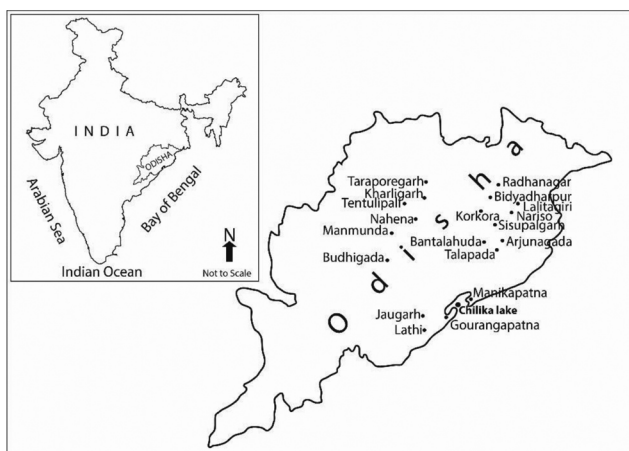 INDIA
ODISHA
Arabian Sea
Bay of Bengal
Indian Ocean
N
Not to Scale
Odisha
Taraporegarh
Kharligarh
Tentulipali
Nahena
Manmunda
Budhigada
Radhanagar
Bidyadharpur
Lalitagiri
Korkora
Nariso
Sisupalgarh
Bantalahuda
Arjunagada
Talapada
Manikapatna
Chilika lake
Jaugarh
Gourangapatna
Lathi